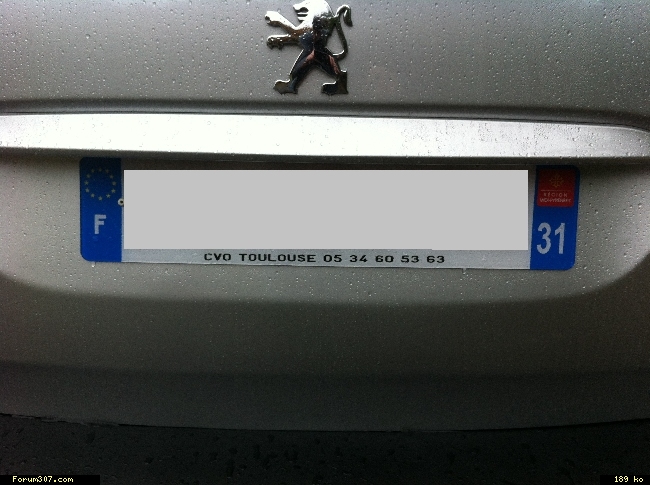 F
31
CVO TOULOUSE 05 34 60 53 63
Forum307.com
189 ko